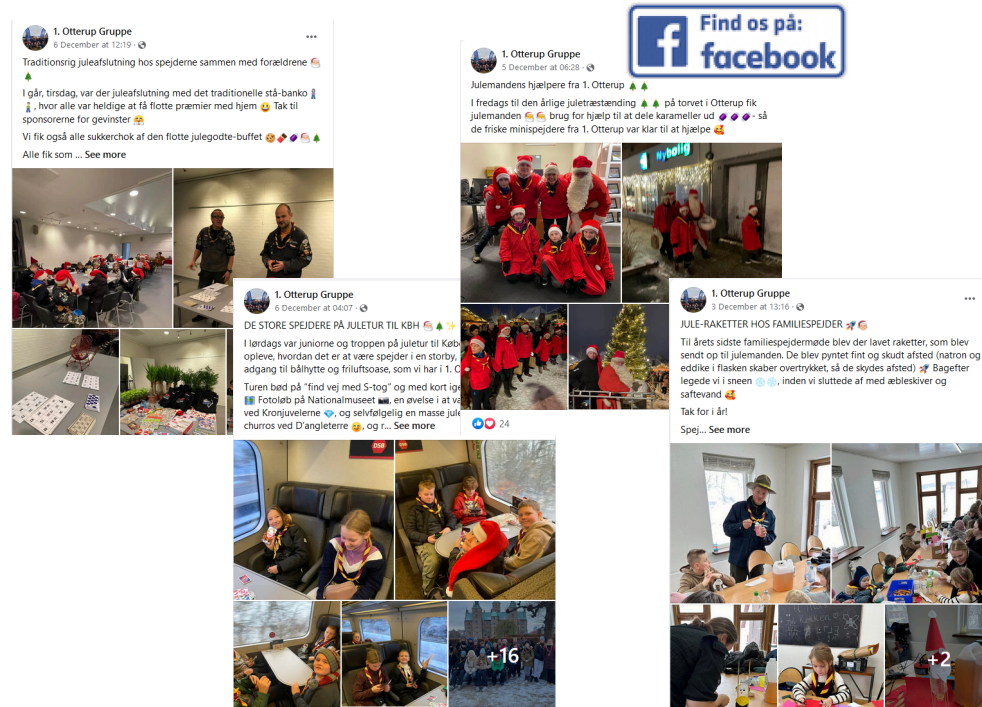 1. Otterup Gruppe
6 December at 12:19
Traditionsrig juleafslutning hos spejderne sammen med forældrene
I går, tirsdag, var der juleafslutning med det traditionelle stå-banko
, hvor alle var heldige at få flotte præmier med hjem Tak til
sponsorerne for gevinster
Vi fik også alle sukkerchok af den flotte julegodte-buffet
Alle fik som ... See more
Find os på:
facebook
1. Otterup Gruppe
5 December at 06:28
Julemandens hjælpere fra 1. Otterup
I fredags til den årlige juletræstænding på torvet i Otterup fik
julemanden brug for hjælp til at dele karameller ud - så
de friske minispejdere fra 1. Otterup var klar til at hjælpe
Nybolig
24
1. Otterup Gruppe
6 December at 04:07
DE STORE SPEJDERE PÅ JULETUR TIL KBH
I lørdags var juniorne og troppen på juletur til Købe
opleve, hvordan det er at være spejder i en storby,
adgang til bålhytte og friluftsoase, som vi har i 1. O
Turen bød på "find vej med S-tog" og med kort ige
Fotoløb på Nationalmuseet , en øvelse i at va
ved Kronjuvelerne , og selvfølgelig en masse jule
churros ved D'angleterre , og r... See more
DSB
+16
1. Otterup Gruppe
3 December at 13:16
JULE-RAKETTER HOS FAMILIESPEJDER
Til årets sidste familiespejdermøde blev der lavet raketter, som blev
sendt op til julemanden. De blev pyntet fint og skudt afsted (natron og
eddike i flasken skaber overtrykket, så de skydes afsted) Bagefter
legede vi i sneen , inden vi sluttede af med æbleskiver og
saftevand
Tak for i år!
Spej... See more
+2